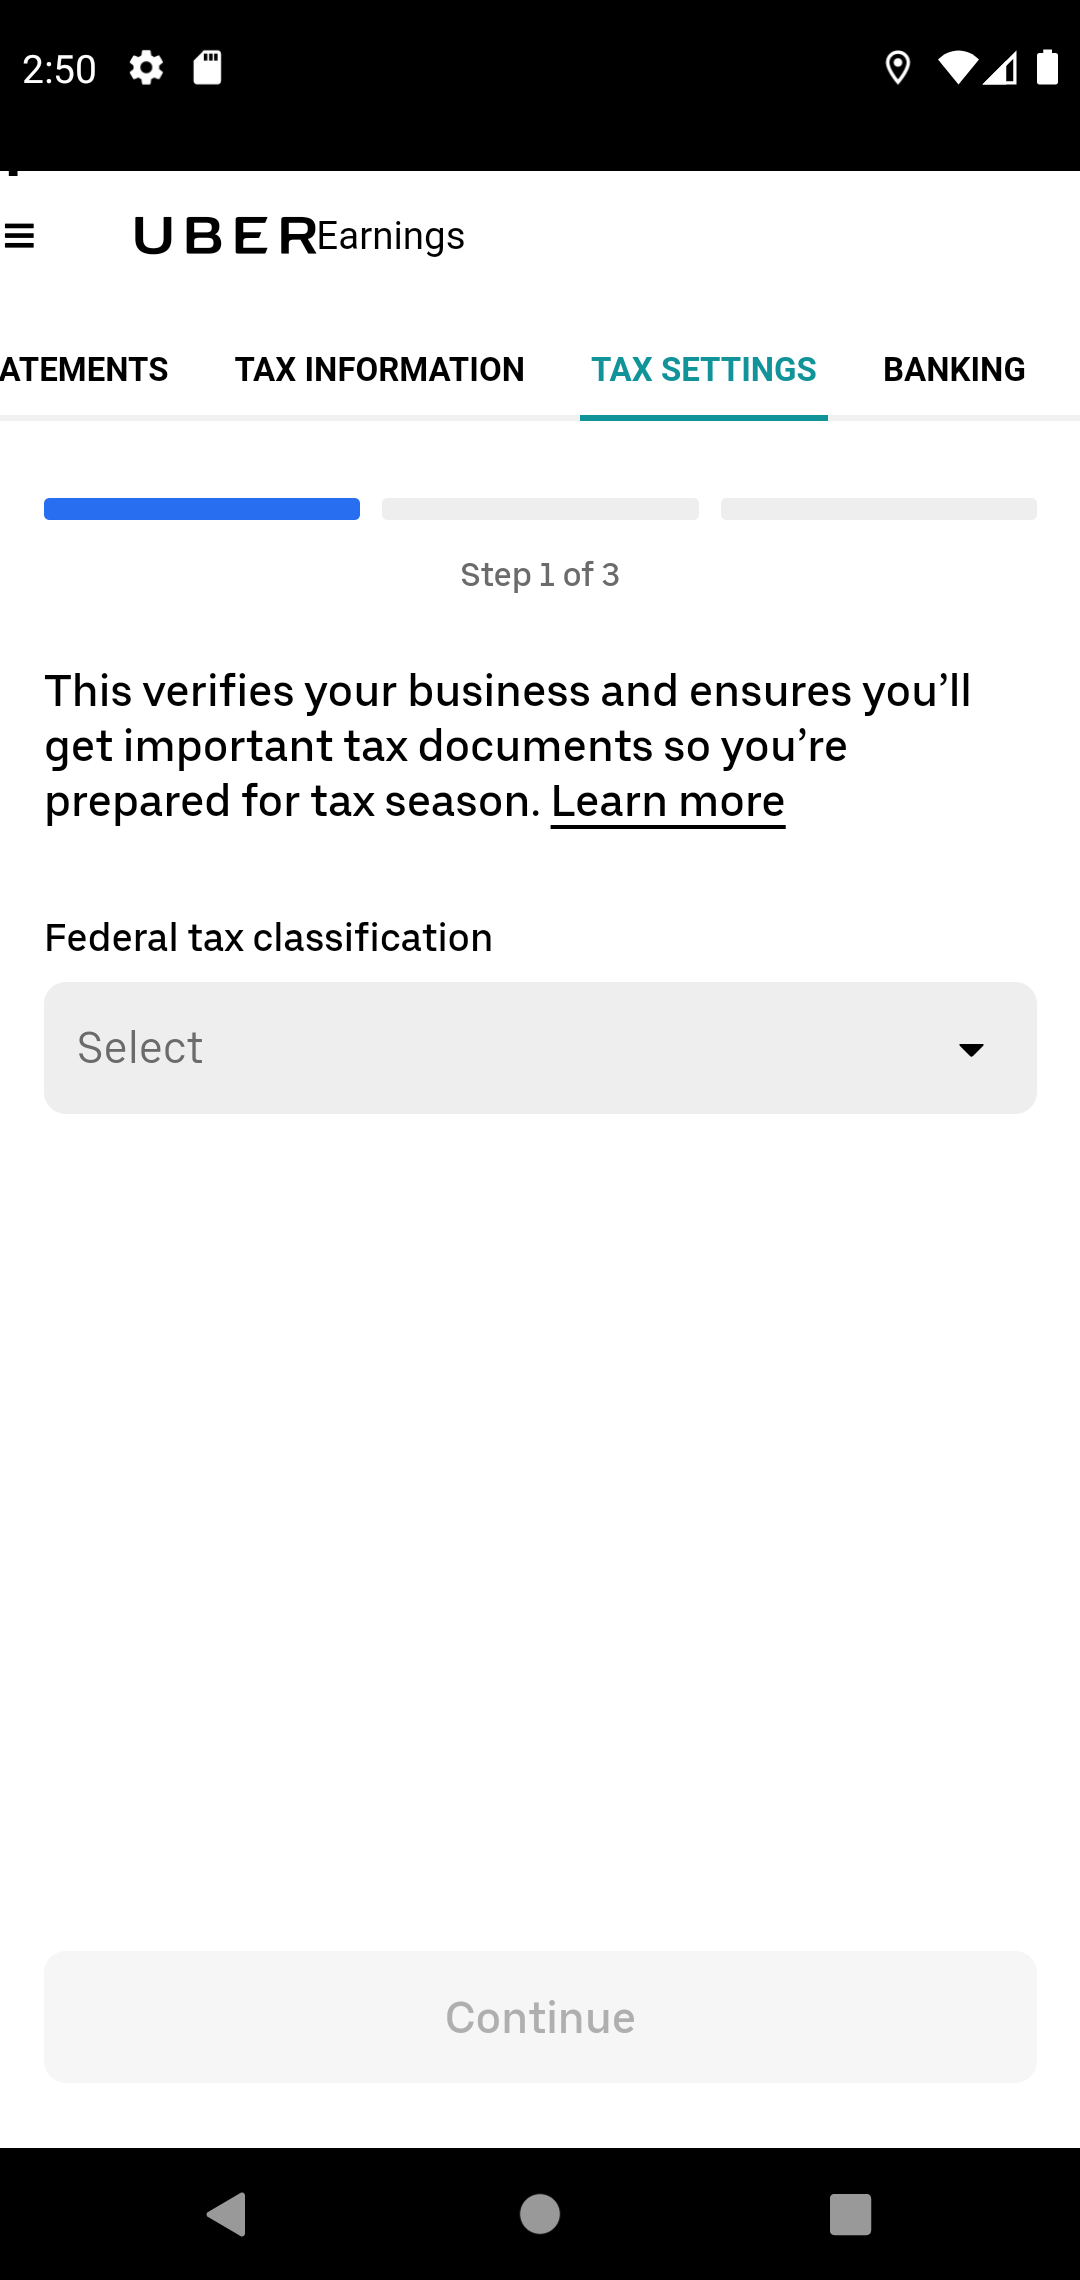 2:50
UBER Earnings
ATEMENTS TAX INFORMATION TAX SETTINGS BANKING
Step 1 of 3
This verifies your business and ensures you’ll
get important tax documents so you’re
prepared for tax season. Learn more
Federal tax classification
Select
Continue